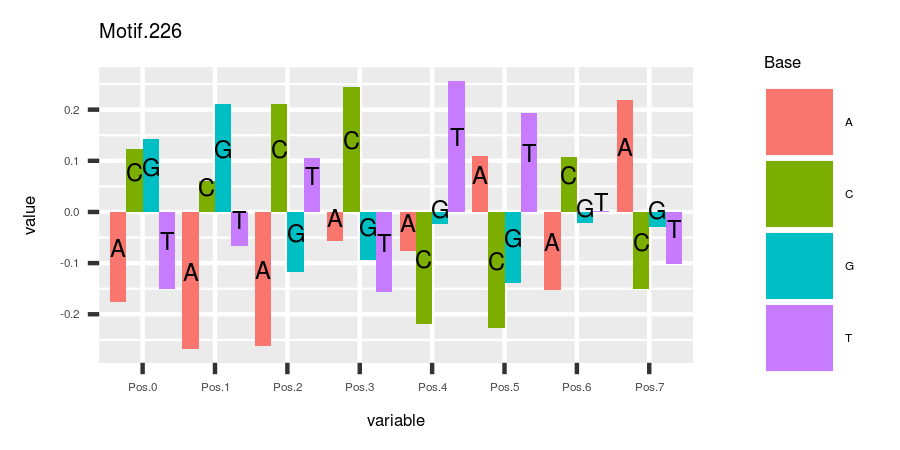 Motif.226
Base
value
0.2
0.1
0.0
-0.1
-0.2
A C G T A C G T A C G T A C G T A C G T A C G T A C G T A C G T
Pos.0 Pos.1 Pos.2 Pos.3 Pos.4 Pos.5 Pos.6 Pos.7
variable
A
C
G
T